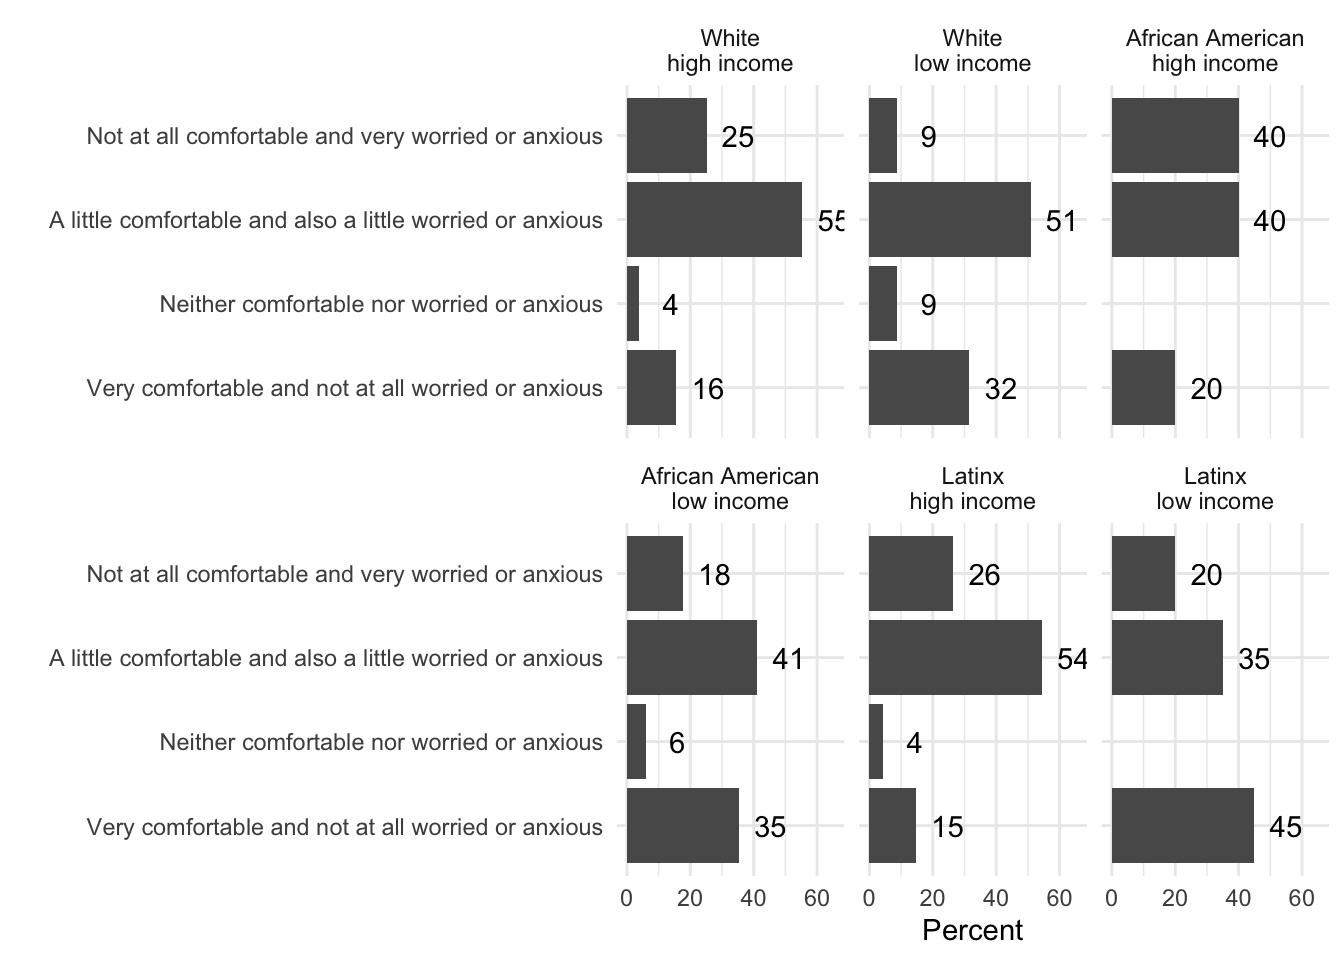 White
high income
White
low income
African American
high income
Not at all comfortable and very worried or anxious
25
9
40
A little comfortable and also a little worried or anxious
55
51
40
Neither comfortable nor worried or anxious
4
9
Very comfortable and not at all worried or anxious
16
32
20
African American
low income
Latinx
high income
Latinx
low income
Not at all comfortable and very worried or anxious
18
26
20
A little comfortable and also a little worried or anxious
41
54
35
Neither comfortable nor worried or anxious
6
4
Very comfortable and not at all worried or anxious
35
15
45
0 20 40 60
0 20 40 60
0 20 40 60
Percent